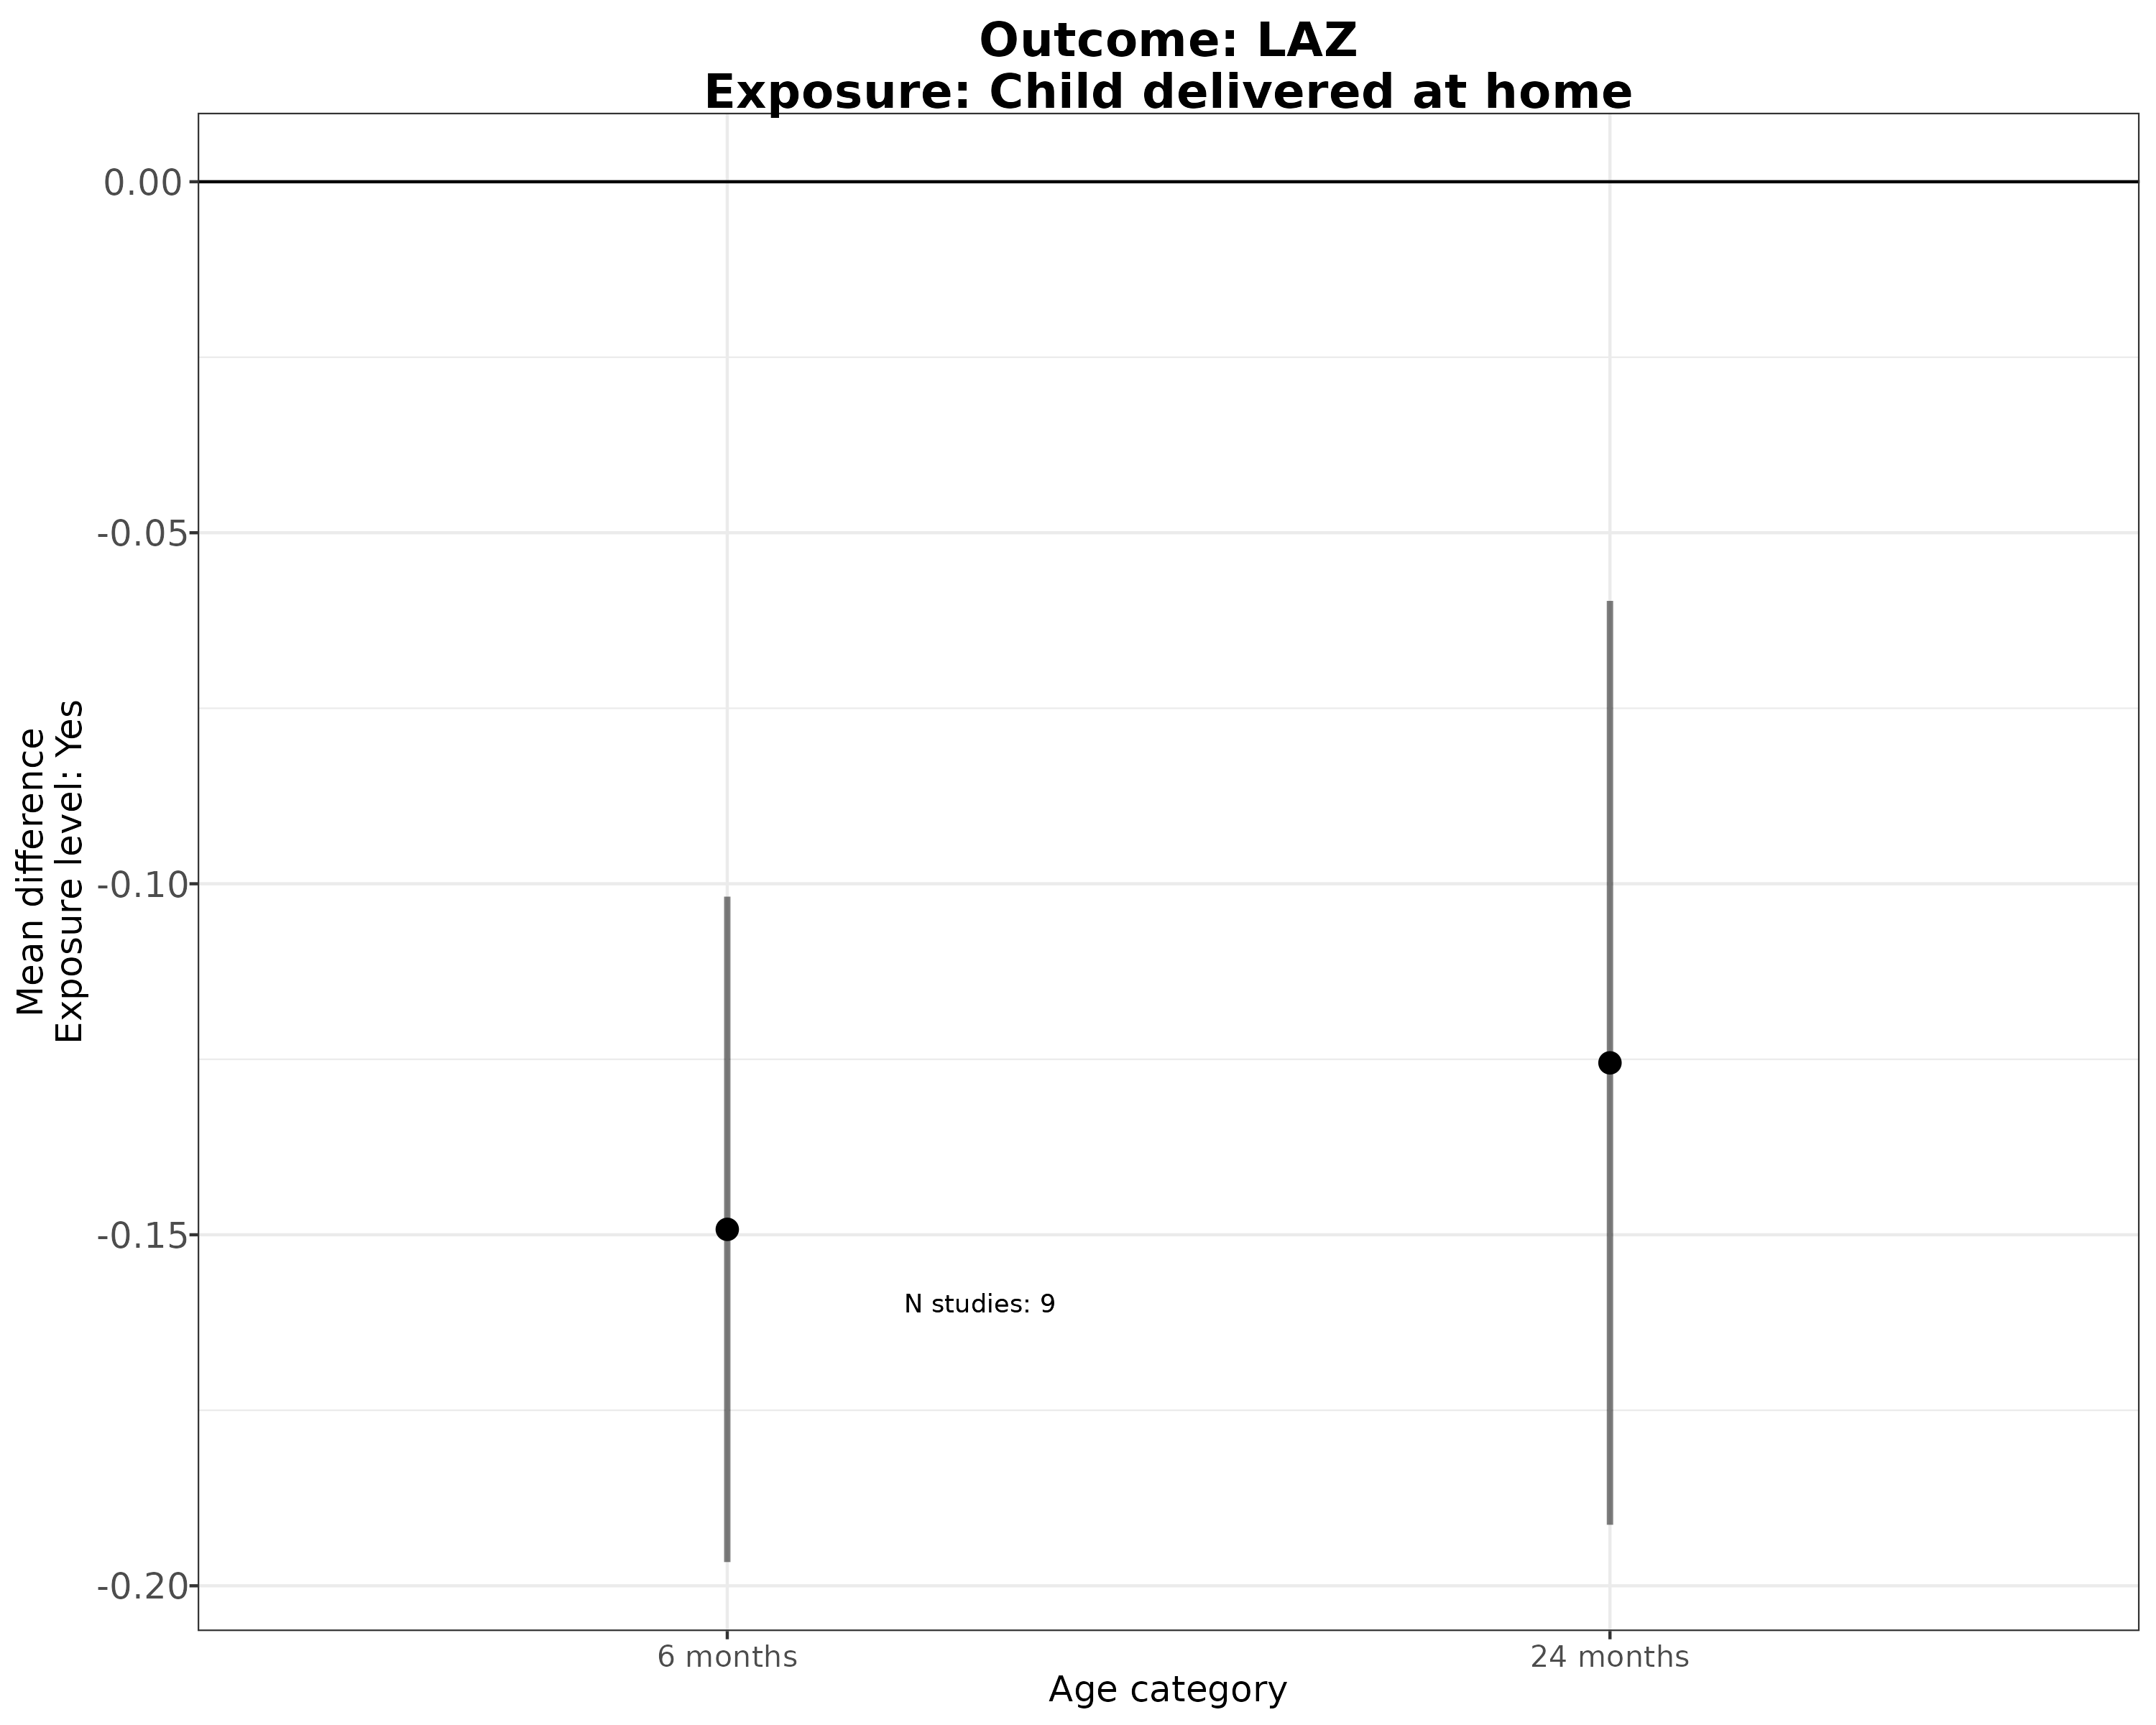 Outcome: LAZ
Exposure: Child delivered at home
Mean difference
Exposure level: Yes
0.00
-0.05
-0.10
-0.15
-0.20
N studies: 9
6 months
24 months
Age category